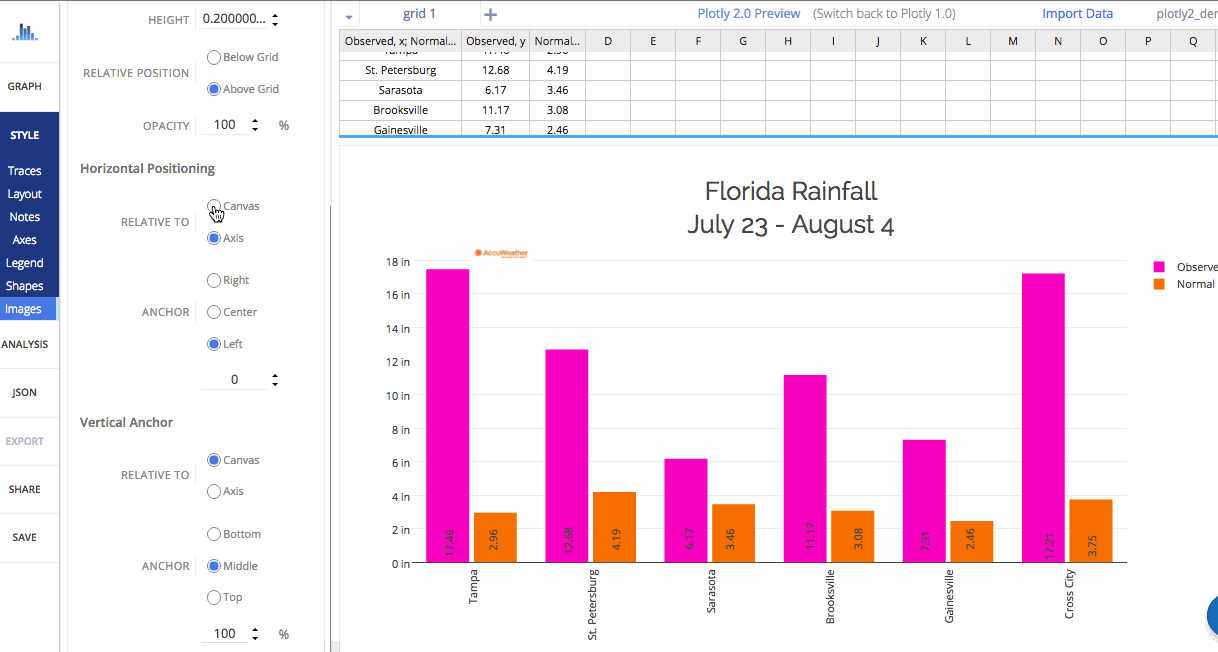 HEIGHT 0.200000...
Below Grid
RELATIVE POSITION
Above Grid
OPACITY 100 %
Horizontal Positioning
Canvas
RELATIVE TO
Axis
Right
ANCHOR Center
Left
0
Vertical Anchor
Canvas
RELATIVE TO
Axis
Bottom
ANCHOR Middle
Top
100 %
GRAPH
STYLE
Traces
Layout
Notes
Axes
Legend
Shapes
Images
ANALYSIS
JSON
EXPORT
SHARE
SAVE
grid 1
Plotly 2.0 Preview (Switch back to Plotly 1.0) Import Data plotly2_der
Observed, x; Normal... Observed, y Normal... D E F G H I J K L M N O P Q
Tampa 17.46 2.96
St. Petersburg 12.68 4.19
Sarasota 6.17 3.46
Brooksville 11.17 3.08
Gainesville 7.31 2.46
Florida Rainfall
July 23 - August 4
AccuWeather
18 in
16 in
14 in
12 in
10 in
8 in
6 in
4 in
2 in
0 in
17.46 2.96 12.68 4.19 6.17 3.46 11.17 3.08 7.31 2.46 17.21 3.75
Tampa St. Petersburg Sarasota Brooksville Gainesville Cross City
Observe
Normal